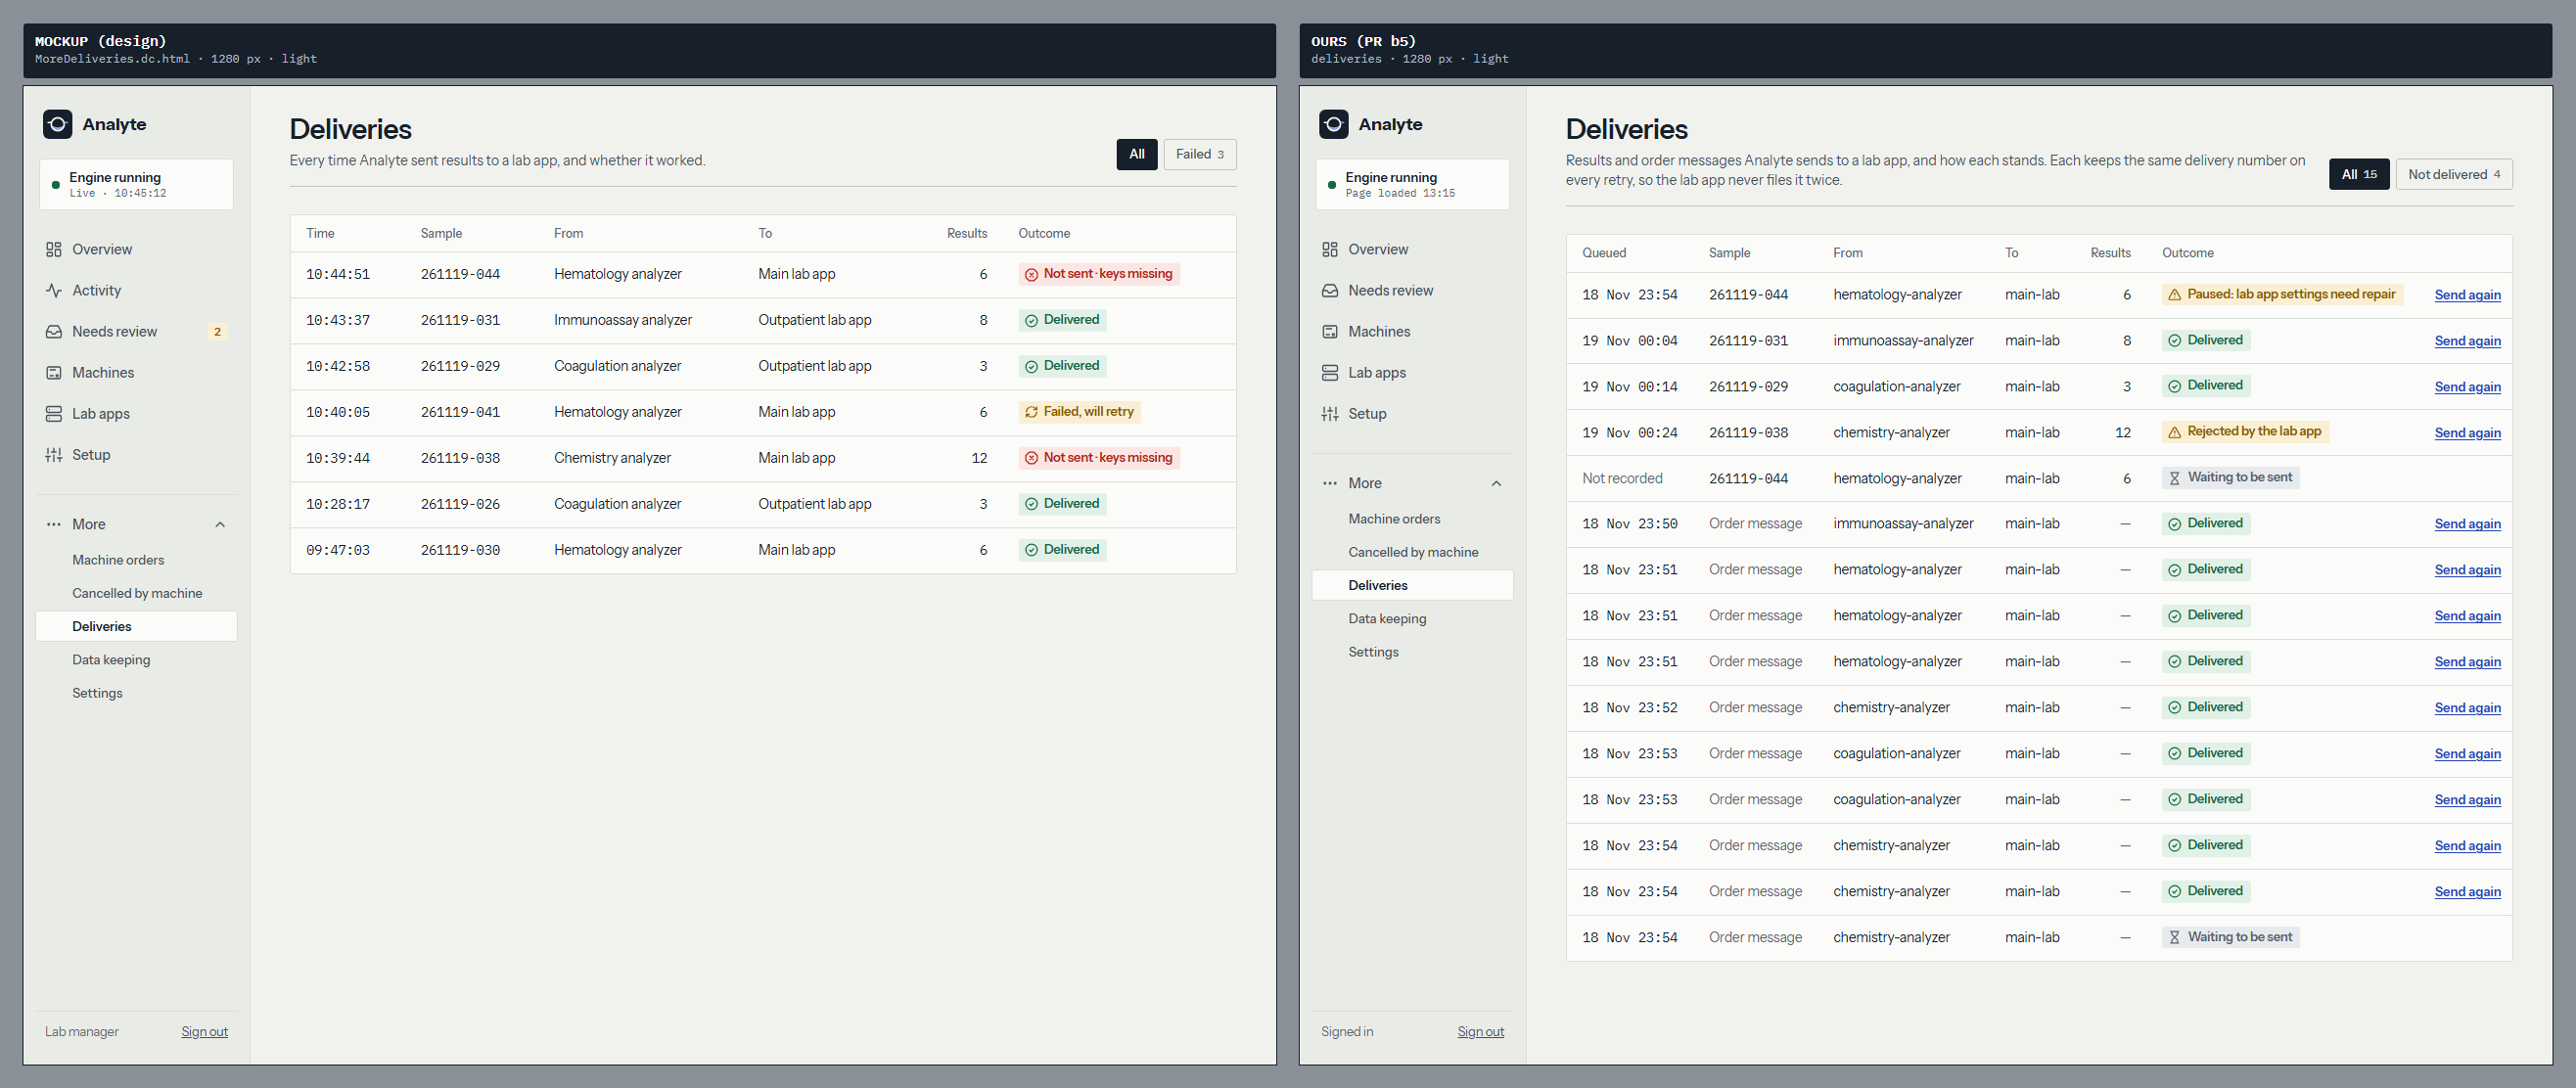 MOCKUP (design)
MoreDeliveries.dc.html · 1280 px · light
Analyte
Engine running
Live · 10:45:12
Overview
Activity
Needs review 2
Machines
Lab apps
Setup
More
Machine orders
Cancelled by machine
Deliveries
Data keeping
Settings
Lab manager Sign out
Deliveries
Every time Analyte sent results to a lab app, and whether it worked.
All Failed 3
Time Sample From To Results Outcome
10:44:51 261119-044 Hematology analyzer Main lab app 6 Not sent · keys missing
10:43:37 261119-031 Immunoassay analyzer Outpatient lab app 8 Delivered
10:42:58 261119-029 Coagulation analyzer Outpatient lab app 3 Delivered
10:40:05 261119-041 Hematology analyzer Main lab app 6 Failed, will retry
10:39:44 261119-038 Chemistry analyzer Main lab app 12 Not sent · keys missing
10:28:17 261119-026 Coagulation analyzer Outpatient lab app 3 Delivered
09:47:03 261119-030 Hematology analyzer Main lab app 6 Delivered
OURS (PR b5)
deliveries · 1280 px · light
Analyte
Engine running
Page loaded 13:15
Overview
Needs review
Machines
Lab apps
Setup
More
Machine orders
Cancelled by machine
Deliveries
Data keeping
Settings
Signed in Sign out
Deliveries
Results and order messages Analyte sends to a lab app, and how each stands. Each keeps the same delivery number on
every retry, so the lab app never files it twice.
All 15 Not delivered 4
Queued Sample From To Results Outcome
18 Nov 23:54 261119-044 hematology-analyzer main-lab 6 Paused: lab app settings need repair Send again
19 Nov 00:04 261119-031 immunoassay-analyzer main-lab 8 Delivered Send again
19 Nov 00:14 261119-029 coagulation-analyzer main-lab 3 Delivered Send again
19 Nov 00:24 261119-038 chemistry-analyzer main-lab 12 Rejected by the lab app Send again
Not recorded 261119-044 hematology-analyzer main-lab 6 Waiting to be sent
18 Nov 23:50 Order message immunoassay-analyzer main-lab — Delivered Send again
18 Nov 23:51 Order message hematology-analyzer main-lab — Delivered Send again
18 Nov 23:51 Order message hematology-analyzer main-lab — Delivered Send again
18 Nov 23:51 Order message hematology-analyzer main-lab — Delivered Send again
18 Nov 23:52 Order message chemistry-analyzer main-lab — Delivered Send again
18 Nov 23:53 Order message coagulation-analyzer main-lab — Delivered Send again
18 Nov 23:53 Order message coagulation-analyzer main-lab — Delivered Send again
18 Nov 23:54 Order message chemistry-analyzer main-lab — Delivered Send again
18 Nov 23:54 Order message chemistry-analyzer main-lab — Delivered Send again
18 Nov 23:54 Order message chemistry-analyzer main-lab — Waiting to be sent